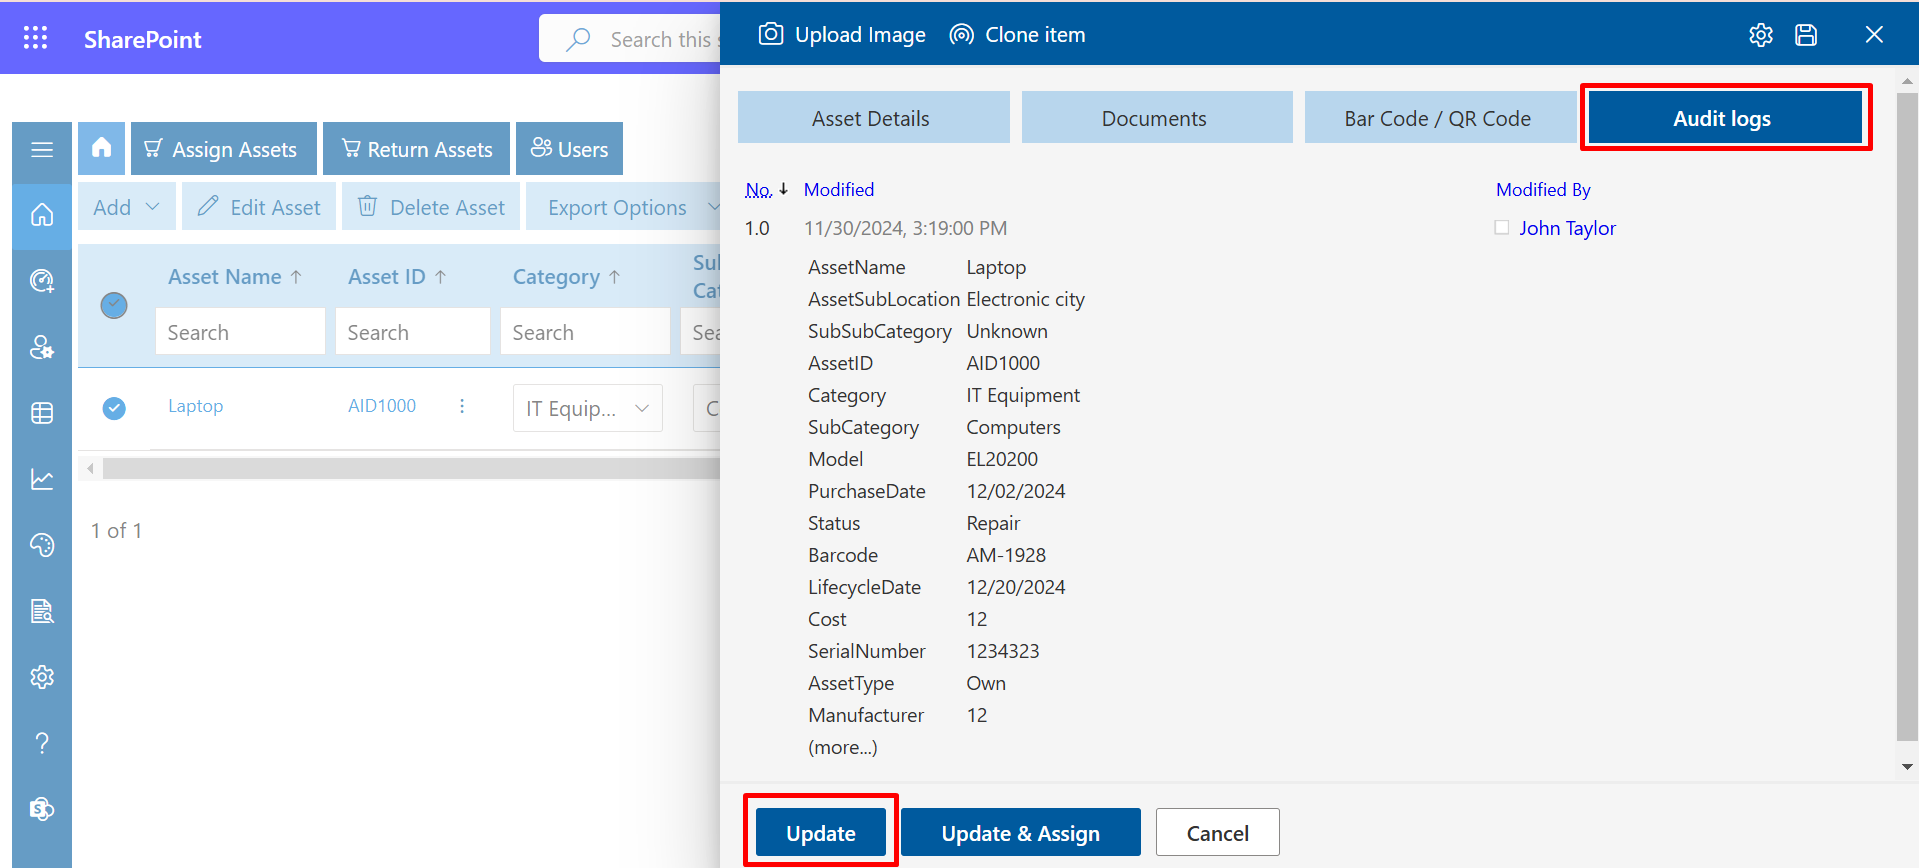 SharePoint
Search this
Upload Image
Clone item
Asset Details
Documents
Bar Code / QR Code
Audit logs
Assign Assets
Return Assets
Users
Add
Edit Asset
Delete Asset
Export Options
Asset Name ↑
Asset ID ↑
Category ↑
Search
Search
Search
Laptop
AID1000
IT Equip...
1 of 1
No. ↓ Modified
Modified By
1.0 11/30/2024, 3:19:00 PM
John Taylor
AssetName Laptop
AssetSubLocation Electronic city
SubSubCategory Unknown
AssetID AID1000
Category IT Equipment
SubCategory Computers
Model EL20200
PurchaseDate 12/02/2024
Status Repair
Barcode AM-1928
LifecycleDate 12/20/2024
Cost 12
SerialNumber 1234323
AssetType Own
Manufacturer 12
(more...)
Update
Update & Assign
Cancel